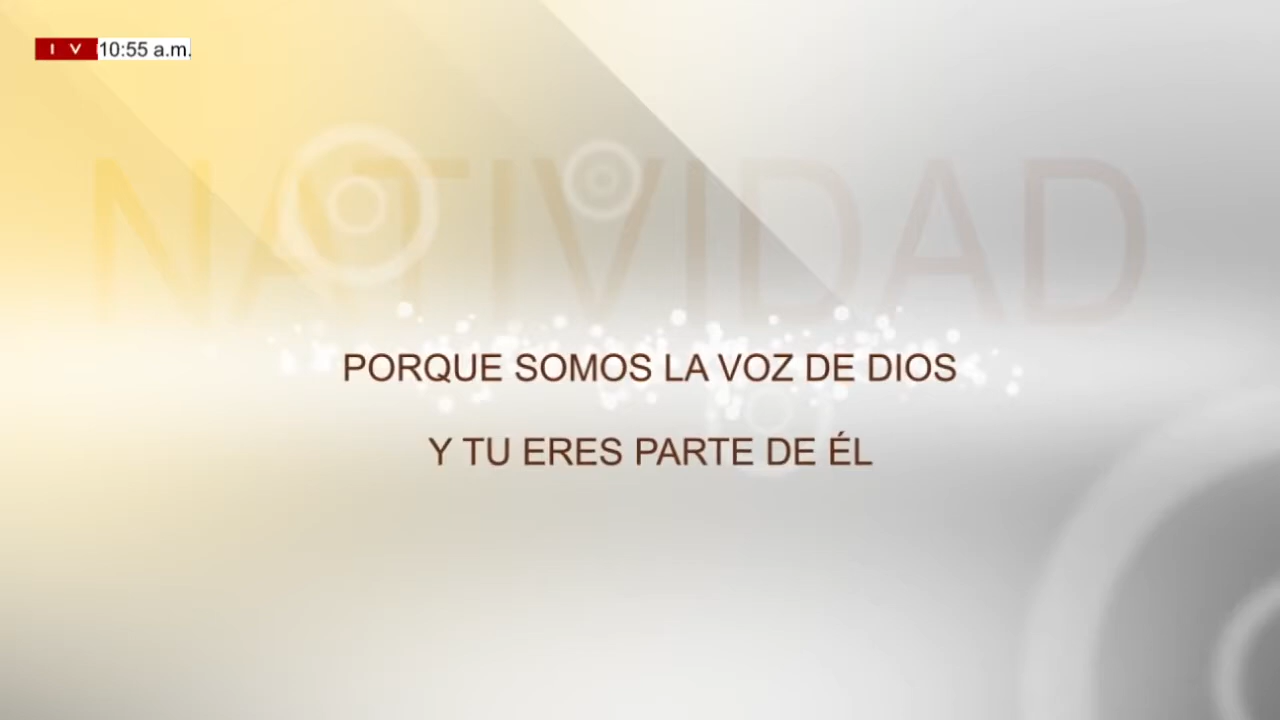 I V 10:55 a.m.
NATIVIDAD
PORQUE SOMOS LA VOZ DE DIOS
Y TU ERES PARTE DE ÉL